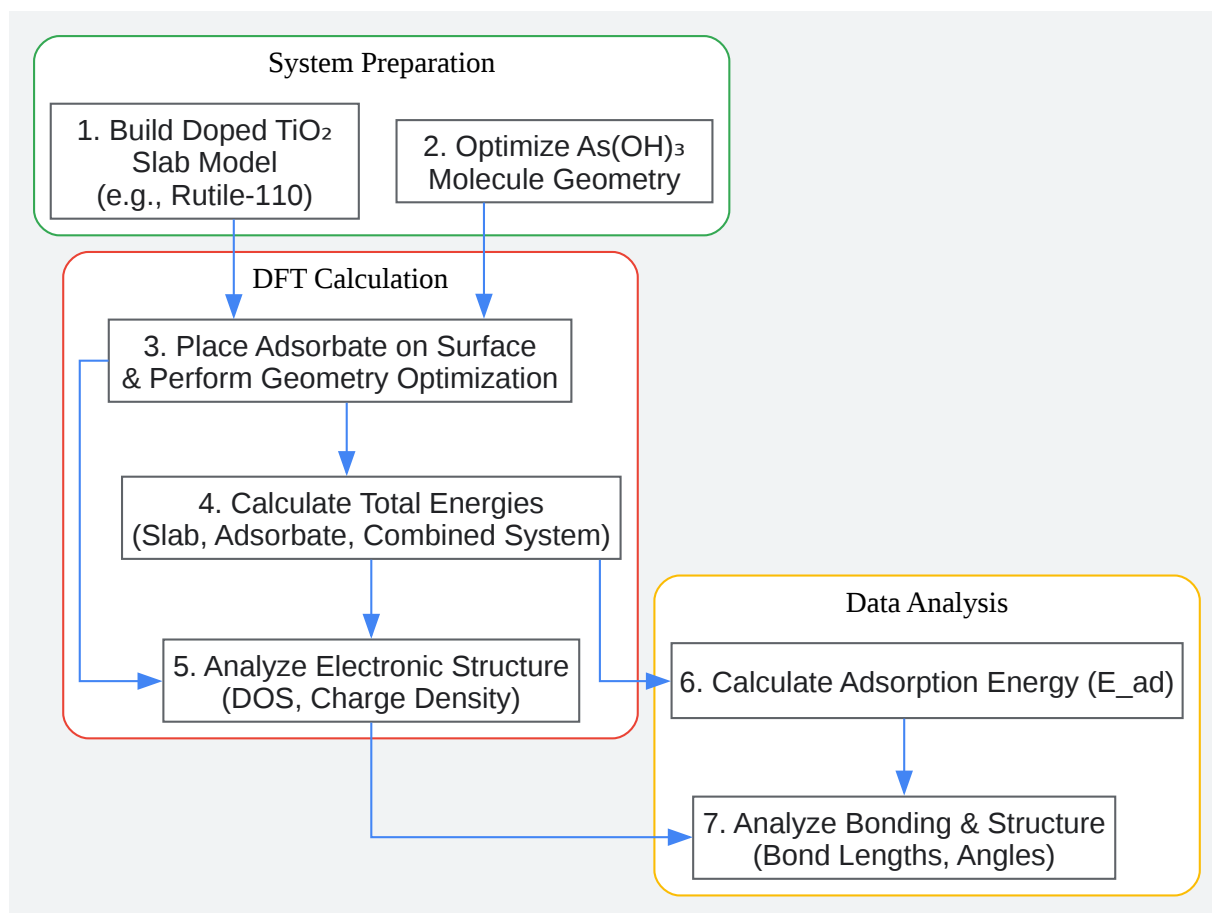 System Preparation
1. Build Doped TiO₂
Slab Model
(e.g., Rutile-110)
2. Optimize As(OH)₃
Molecule Geometry
DFT Calculation
3. Place Adsorbate on Surface
& Perform Geometry Optimization
4. Calculate Total Energies
(Slab, Adsorbate, Combined System)
5. Analyze Electronic Structure
(DOS, Charge Density)
Data Analysis
6. Calculate Adsorption Energy (E_ad)
7. Analyze Bonding & Structure
(Bond Lengths, Angles)